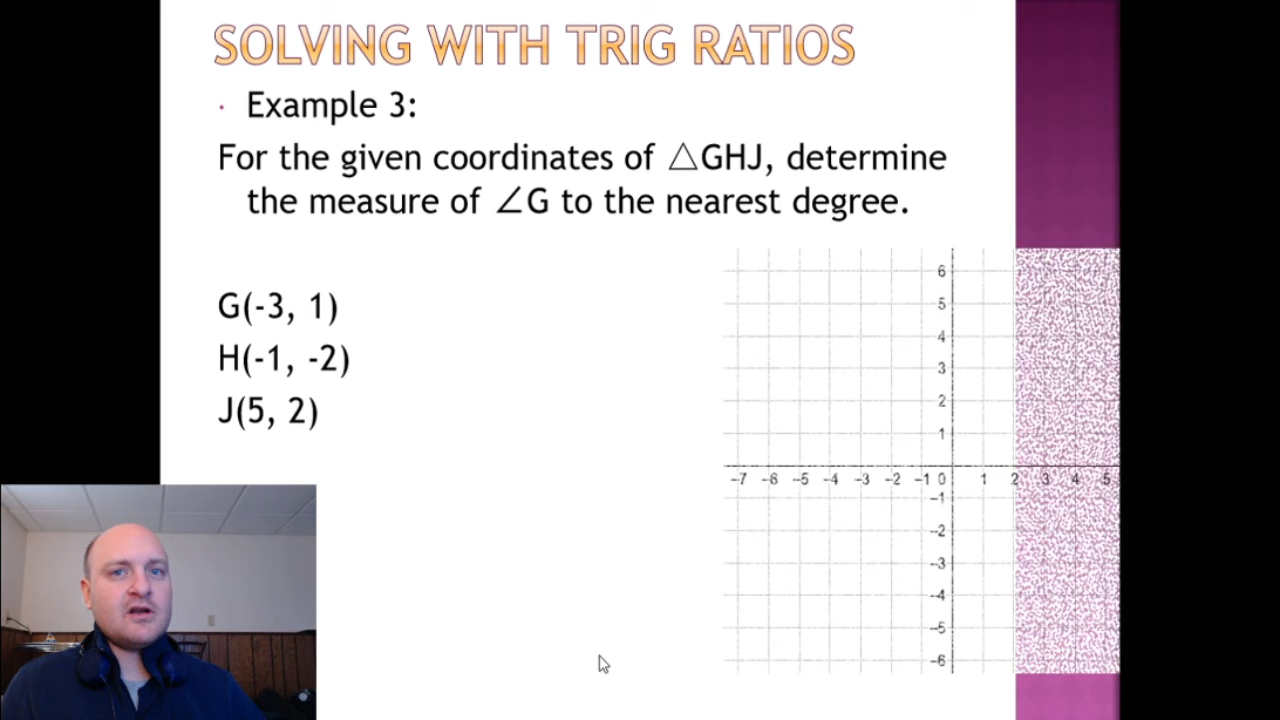 SOLVING WITH TRIG RATIOS
· Example 3:
For the given coordinates of △GHJ, determine
the measure of ∠G to the nearest degree.
G(-3, 1)
H(-1, -2)
J(5, 2)
6
5
4
3
2
1
-7 -6 -5 -4 -3 -2 -1 0 1 2 3 4 5
-1
-2
-3
-4
-5
-6